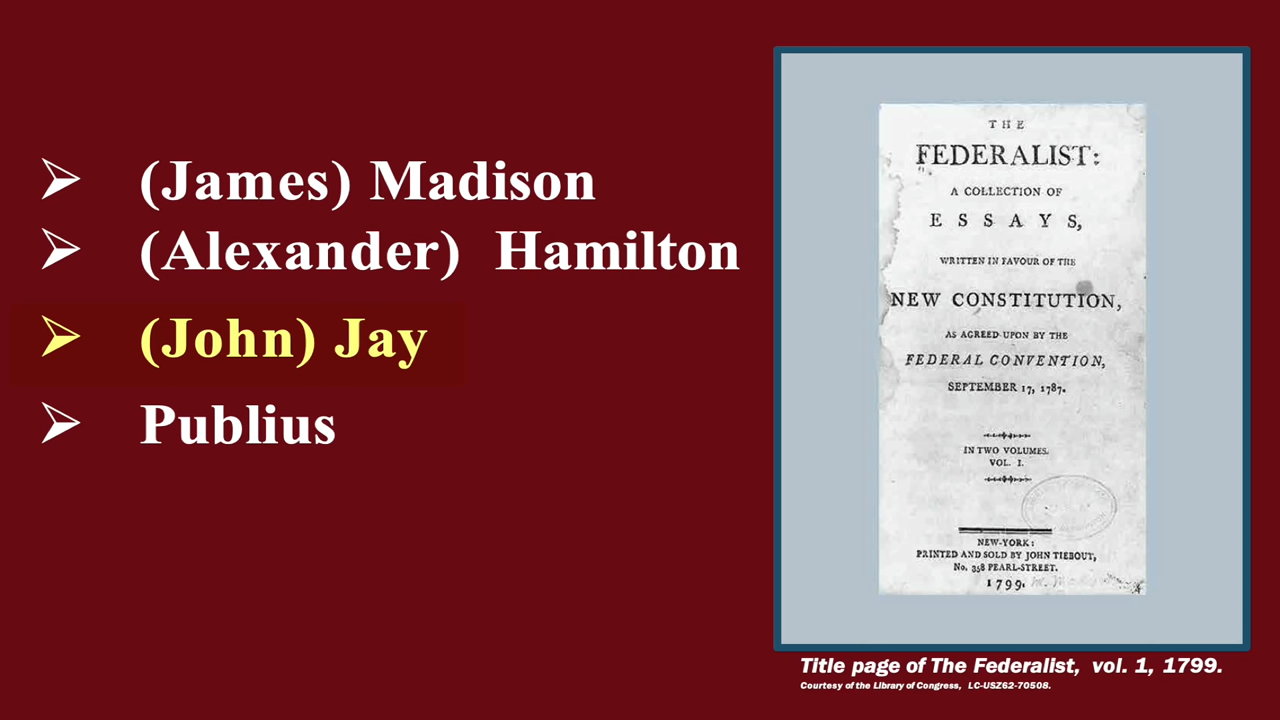 (James) Madison
(Alexander) Hamilton
(John) Jay
Publius
THE
FEDERALIST:
A COLLECTION OF
ESSAYS,
WRITTEN IN FAVOUR OF THE
NEW CONSTITUTION,
AS AGREED UPON BY THE
FEDERAL CONVENTION,
SEPTEMBER 17, 1787.
IN TWO VOLUMES.
VOL. I.
NEW-YORK:
PRINTED AND SOLD BY JOHN TIEBOUT,
No. 358 PEARL-STREET.
1799.
Title page of The Federalist, vol. 1, 1799.
Courtesy of the Library of Congress, LC-USZ62-70508.